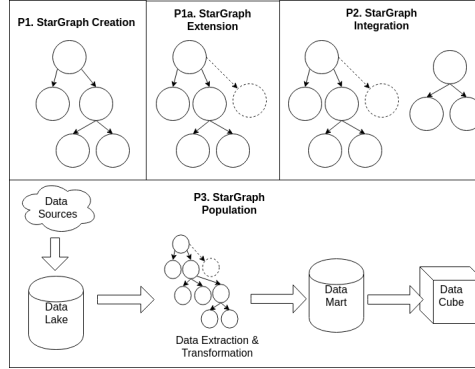 P1. StarGraph Creation
P1a. StarGraph
Extension
P2. StarGraph
Integration
Data
Sources
P3. StarGraph
Population
Data
Lake
Data Extraction &
Transformation
Data
Mart
Data
Cube